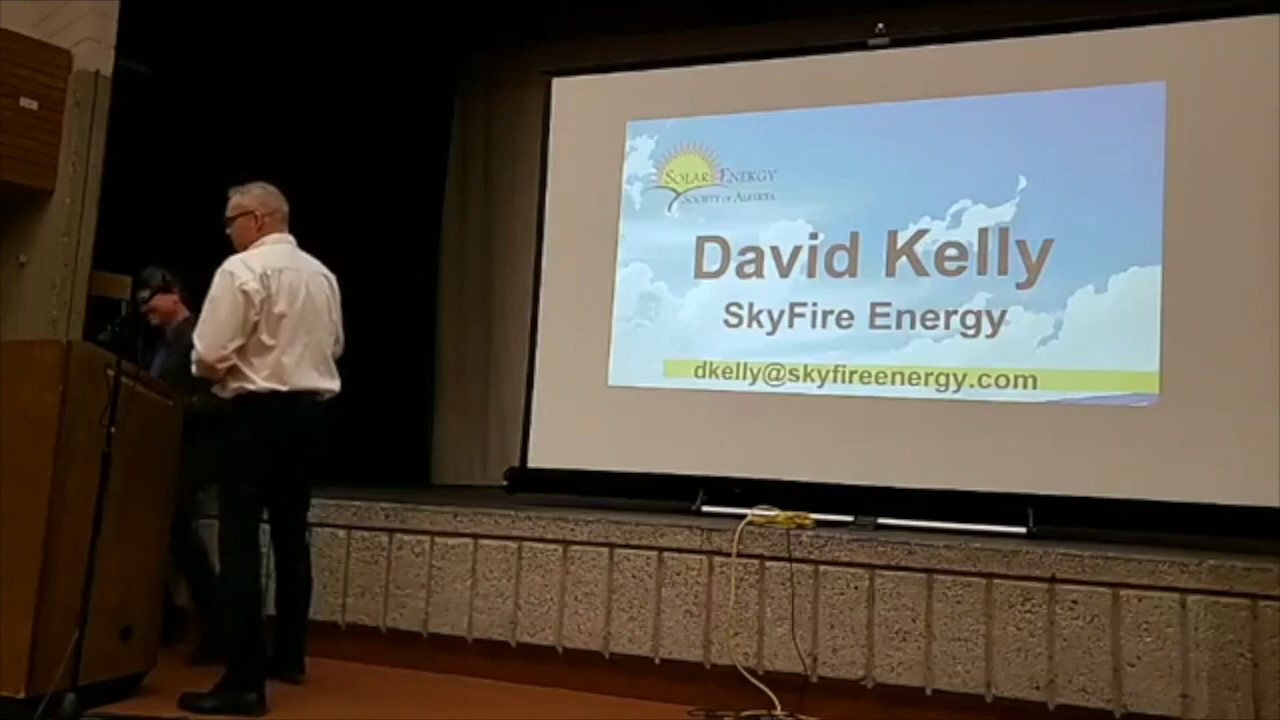 SOLAR ENERGY
SOCIETY OF ALBERTA
David Kelly
SkyFire Energy
dkelly@skyfireenergy.com